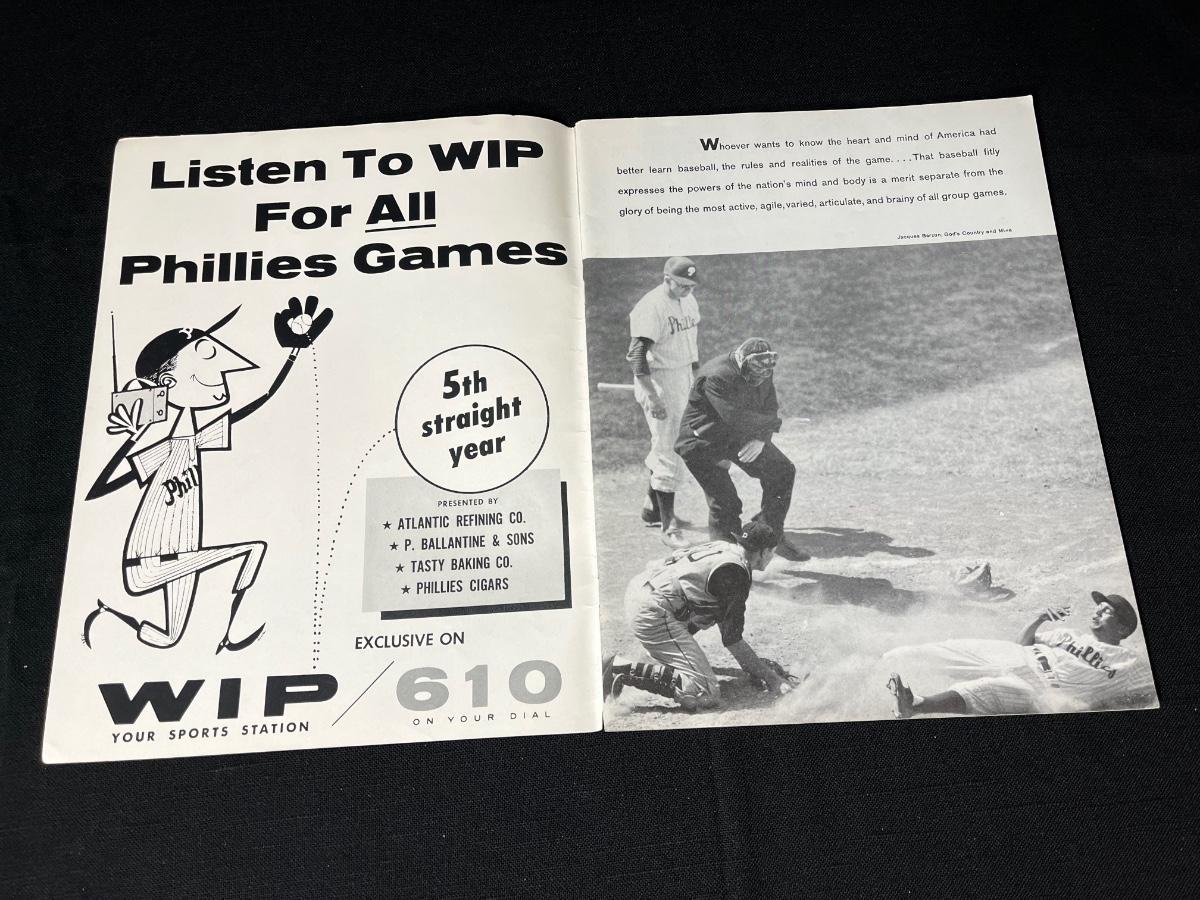 Listen To WIP
For All
Phillies Games
Phil
5th
straight
year
PRESENTED BY
★ ATLANTIC REFINING CO.
★ P. BALLANTINE & SONS
★ TASTY BAKING CO.
★ PHILLIES CIGARS
EXCLUSIVE ON
WIP / 610
YOUR SPORTS STATION
ON YOUR DIAL
Whoever wants to know the heart and mind of America had
better learn baseball, the rules and realities of the game. . . . That baseball fitly
expresses the powers of the nation's mind and body is a merit separate from the
glory of being the most active, agile, varied, articulate, and brainy of all group games.
Jacques Barzun, God's Country and Mine
P
Phillies
Phillies